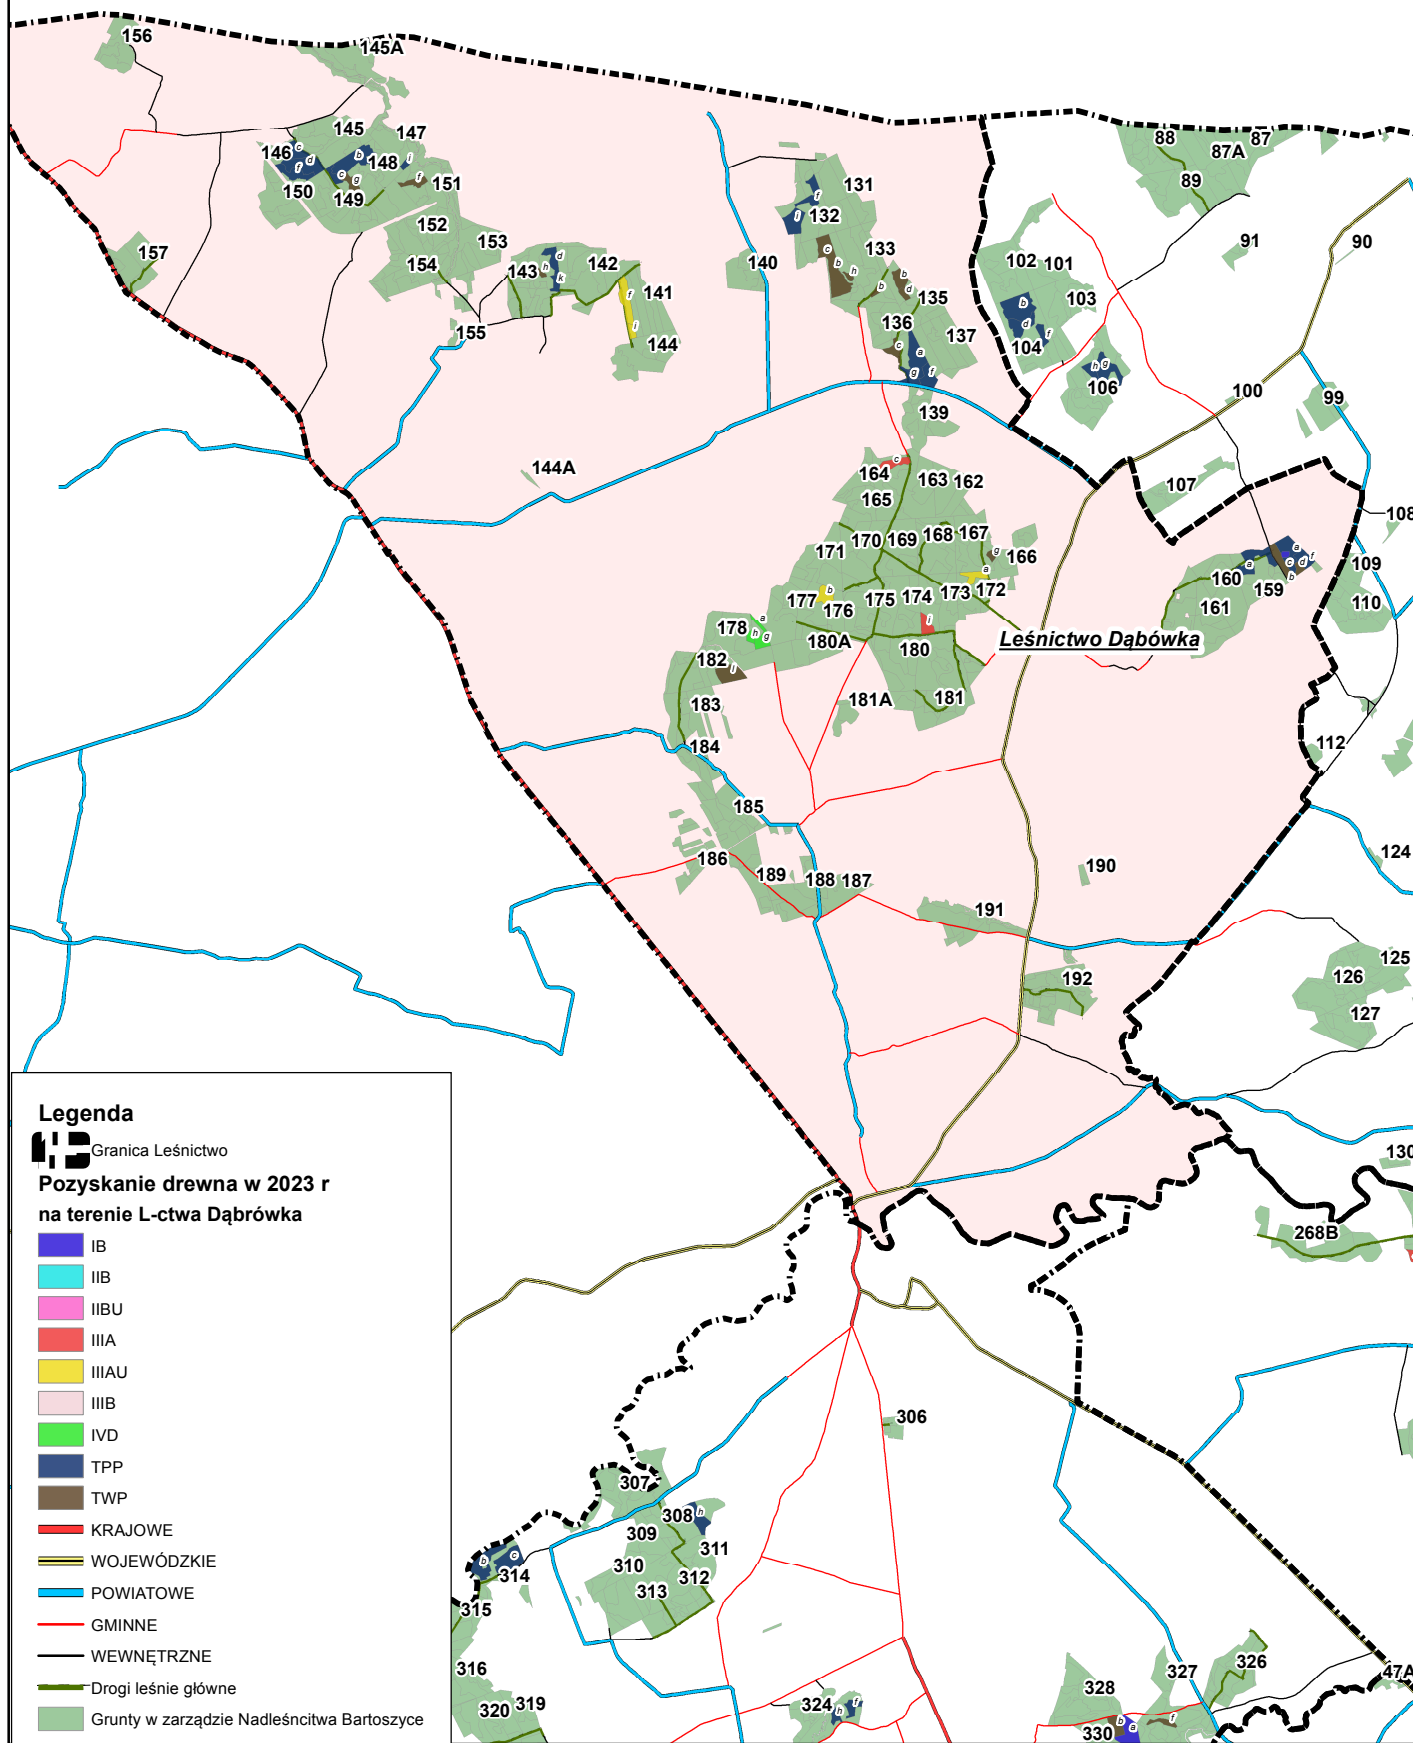 156
145A
88
87
87A
89
145
147
146
c
d
f
b
148
i
c
g
f
151
150
149
91
90
131
f
132
i
152
153
157
154
143
h
d
k
142
f
141
i
144
155
140
133
c
b
h
b
b
d
135
136
137
c
a
g
f
139
102
101
103
b
d
f
104
h
g
106
100
99
144A
164
c
163
162
165
107
108
170
169
168
167
g
166
171
a
172
173
174
175
b
177
176
a
178
h
g
i
180A
180
a
f
c
d
b
a
160
159
161
109
110
Leśnictwo Dąbówka
182
i
183
181A
181
184
112
185
186
189
188
187
190
124
191
192
125
126
127
130
268B
Legenda
Granica Leśnictwo
Pozyskanie drewna w 2023 r
na terenie L-ctwa Dąbrówka
IB
IIB
IIBU
IIIA
IIIAU
IIIB
IVD
TPP
TWP
KRAJOWE
WOJEWÓDZKIE
POWIATOWE
GMINNE
WEWNĘTRZNE
Drogi leśnie główne
Grunty w zarządzie Nadleśncitwa Bartoszyce
306
307
308
h
309
311
310
312
313
b
c
314
315
316
320
319
324
h
f
326
327
328
47A
b
a
f
330